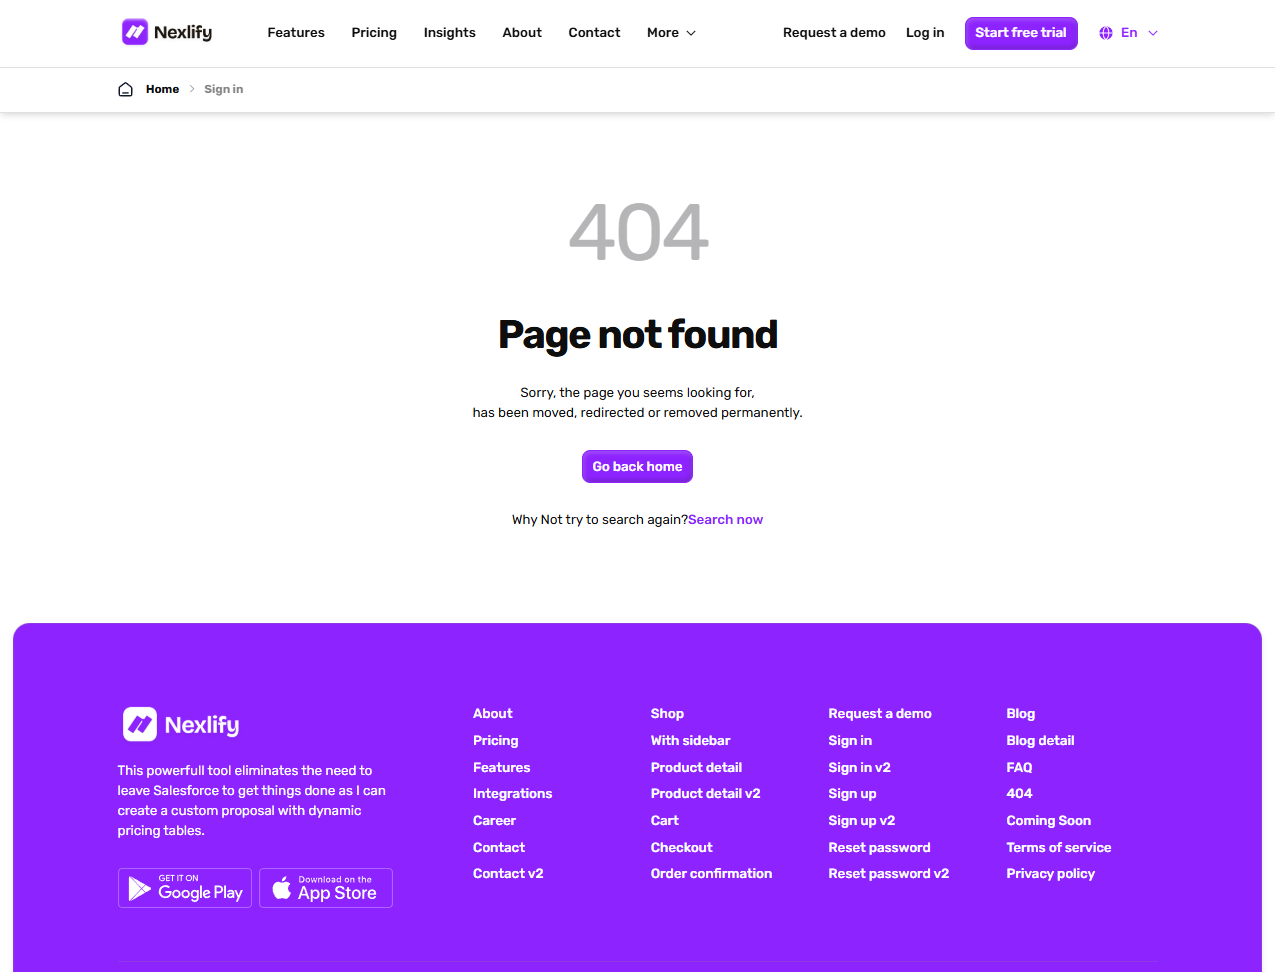 Nexlify
Features Pricing Insights About Contact More Request a demo Log in Start free trial En
Home Sign in
404
Page not found
Sorry, the page you seems looking for,
has been moved, redirected or removed permanently.
Go back home
Why Not try to search again?Search now
Nexlify
This powerfull tool eliminates the need to
leave Salesforce to get things done as I can
create a custom proposal with dynamic
pricing tables.
GET IT ON
Google Play
Download on the
App Store
About
Pricing
Features
Integrations
Career
Contact
Contact v2
Shop
With sidebar
Product detail
Product detail v2
Cart
Checkout
Order confirmation
Request a demo
Sign in
Sign in v2
Sign up
Sign up v2
Reset password
Reset password v2
Blog
Blog detail
FAQ
404
Coming Soon
Terms of service
Privacy policy